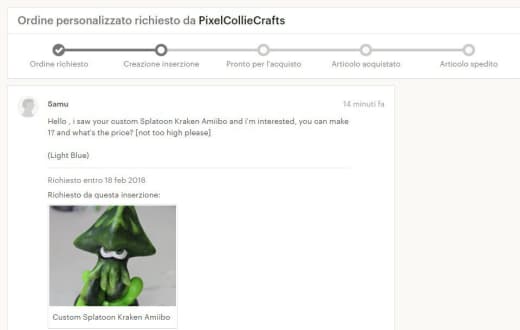 Ordine personalizzato richiesto da PixelCollieCrafts
Ordine richiesto
Creazione inserzione
Pronto per l'acquisto
Articolo acquistato
Articolo spedito
Samu
14 minuti fa
Hello , i saw your custom Splatoon Kraken Amiibo and i'm interested, you can make
1? and what's the price? [not too high please]
(Light Blue)
Richiesto entro 18 feb 2018.
Richiesto da questa inserzione:
Custom Splatoon Kraken Amiibo